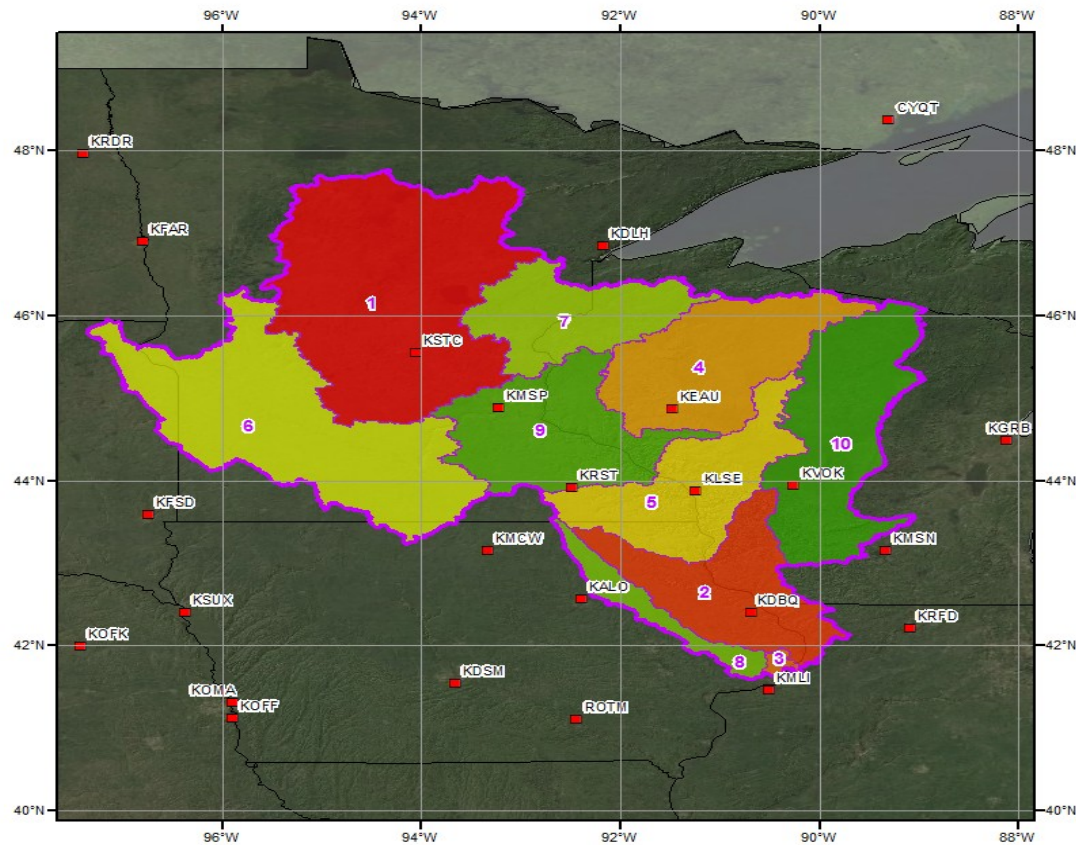 96°W 94°W 92°W 90°W 88°W
CYQT
48°N 48°N
KRDR
KFAR
KDLH
1
46°N 46°N
7
KSTC
4
KEAU
KMSP
6
9
10
KGRB
44°N 44°N
KRST
KLSE
KVOK
5
KFSD
KMCW
KMSN
2
KALO
KDBQ
KSUX
KRFD
KOFK
42°N 42°N
8
3
KDSM
KMLI
KOMA
KOFF
ROTM
40°N 40°N
96°W 94°W 92°W 90°W 88°W